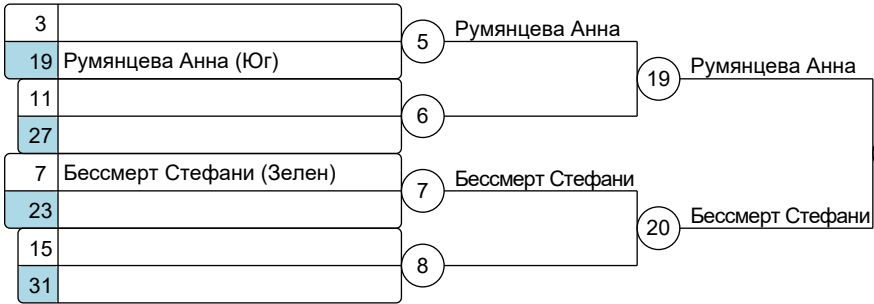 3
19 Румянцева Анна (Юг)
11
27
7 Бессмерт Стефани (Зелен)
23
15
31
5 Румянцева Анна
6
7 Бессмерт Стефани
8
19 Румянцева Анна
20 Бессмерт Стефани